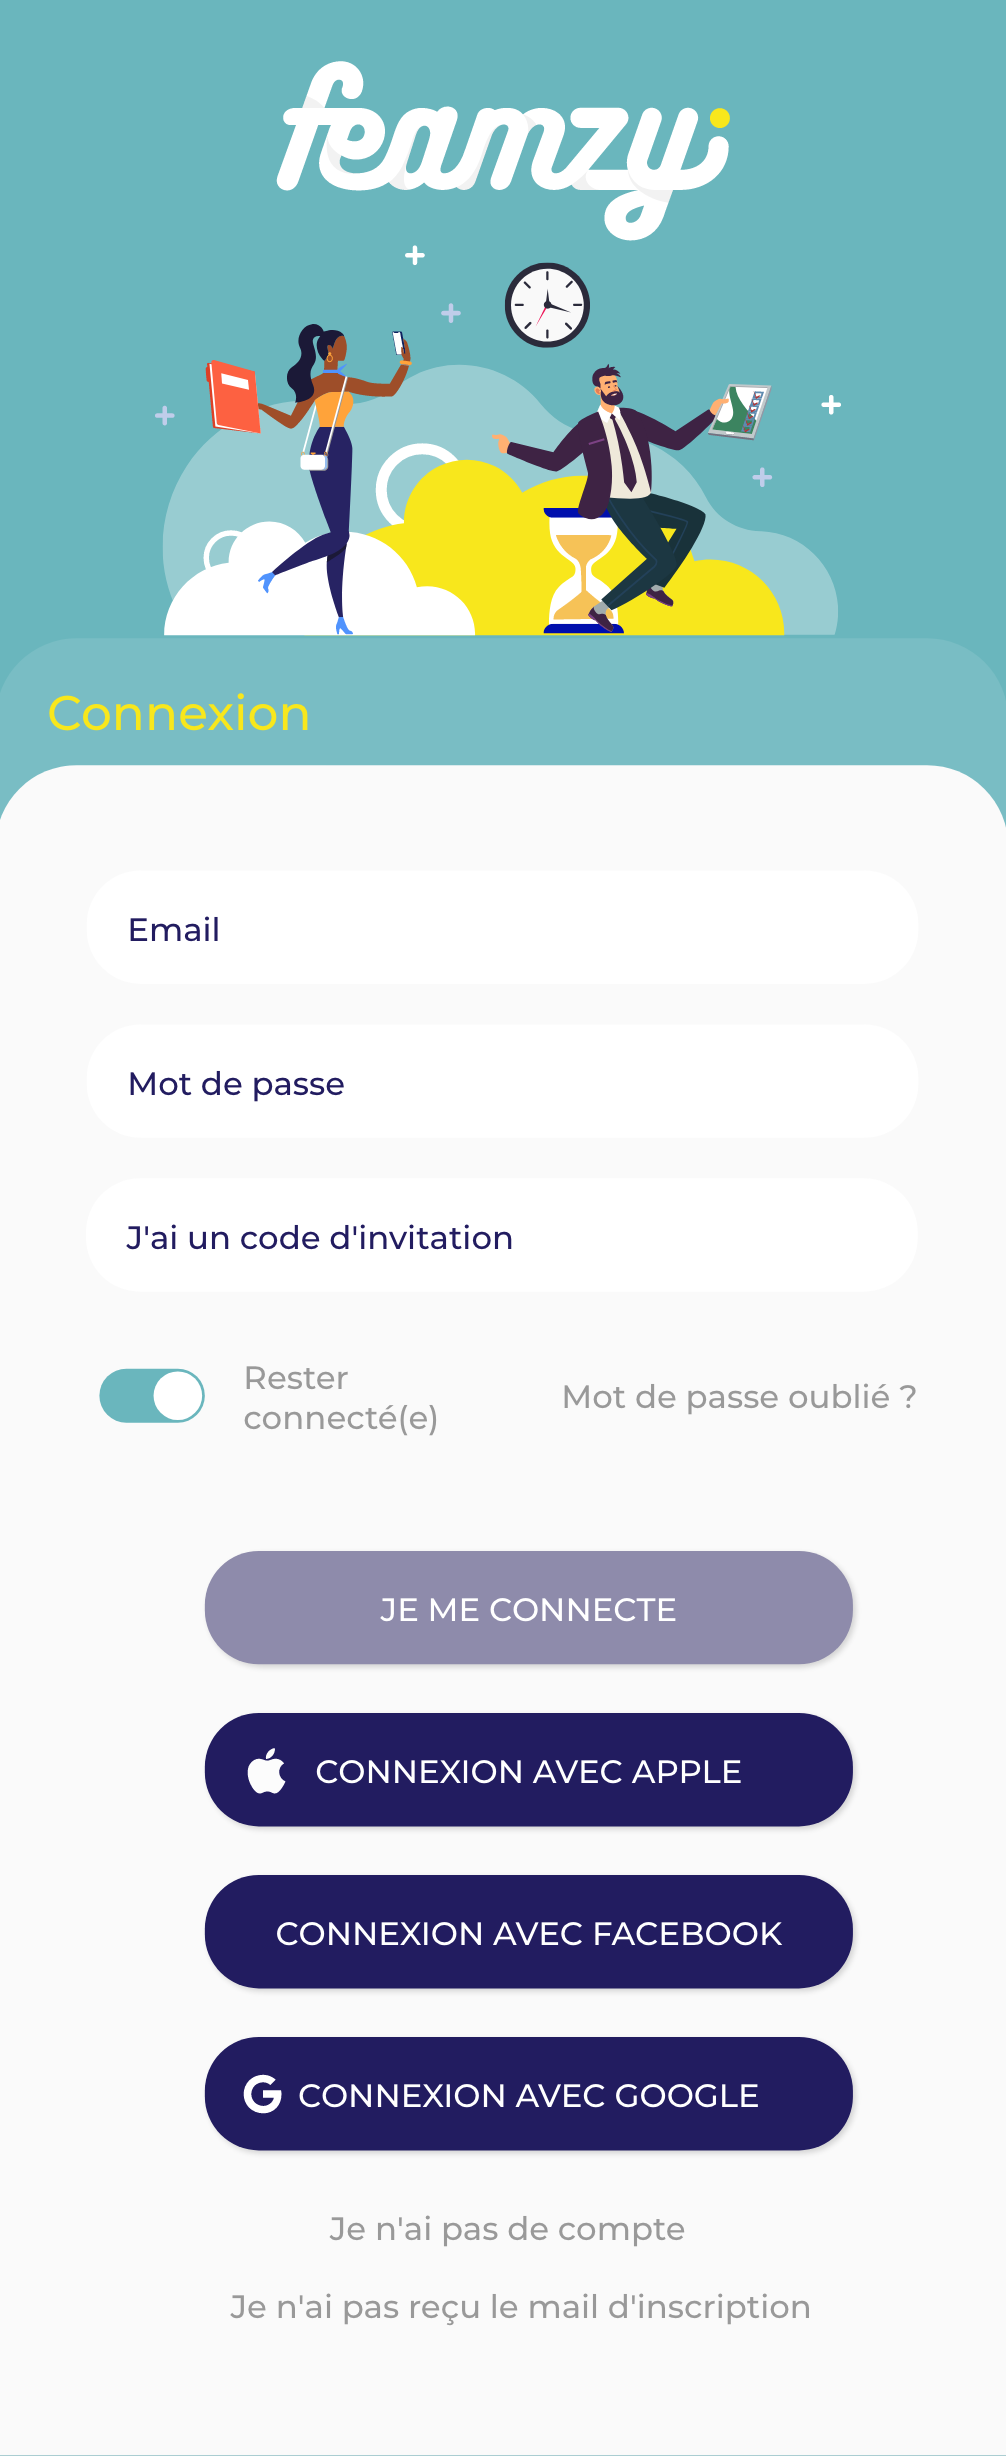 feamzy
Connexion
Email
Mot de passe
J'ai un code d'invitation
Rester
connecté(e)
Mot de passe oublié ?
JE ME CONNECTE
CONNEXION AVEC APPLE
CONNEXION AVEC FACEBOOK
CONNEXION AVEC GOOGLE
Je n'ai pas de compte
Je n'ai pas reçu le mail d'inscription